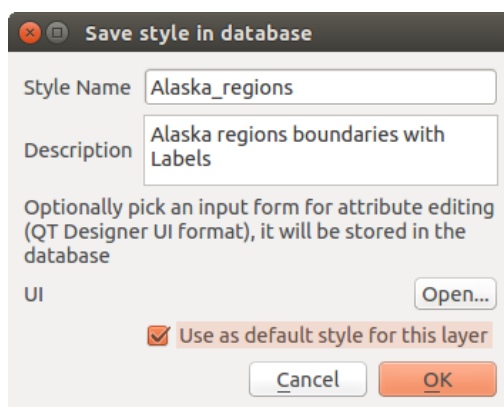 Save style in database
Style Name Alaska_regions
Description Alaska regions boundaries with
Labels
Optionally pick an input form for attribute editing
(QT Designer UI format), it will be stored in the
database
UI Open...
Use as default style for this layer
Cancel OK